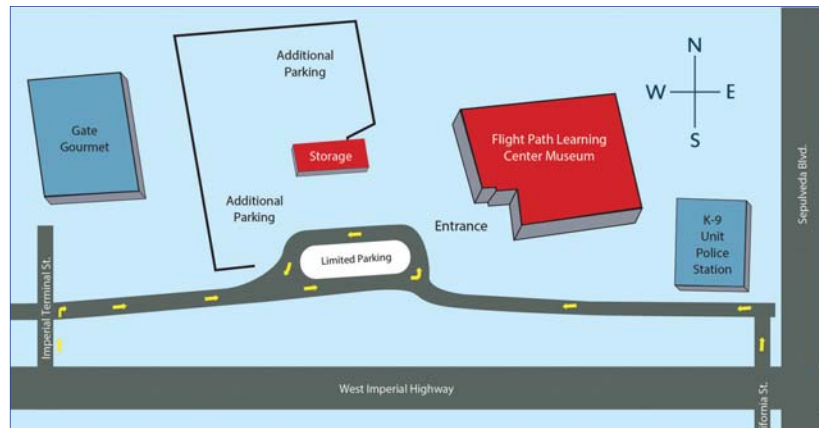 Additional
Parking
N
W
E
S
Gate
Gourmet
Flight Path Learning
Center Museum
Storage
Additional
Parking
Entrance
K-9
Unit
Police
Station
Sepulveda Blvd.
Limited Parking
Imperial Terminal St.
West Imperial Highway
ifornia St.